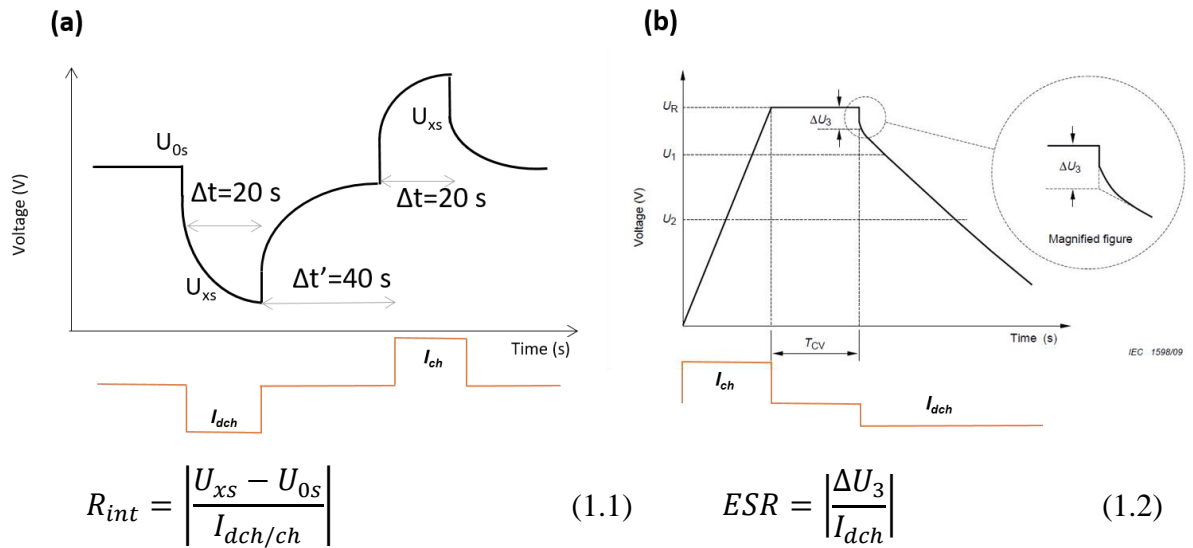 (a)
U0s
Uxs
Δt=20 s
Δt=20 s
Uxs
Δt'=40 s
Voltage (V)
Time (s)
Ich
Idch
Rint = |Uxs − U0s / Idch/ch| (1.1)
(b)
UR
ΔU3
U1
U2
Voltage (V)
ΔU3
Magnified figure
Time (s)
TCV
IEC 1598/09
Ich
Idch
ESR = |ΔU3 / Idch| (1.2)